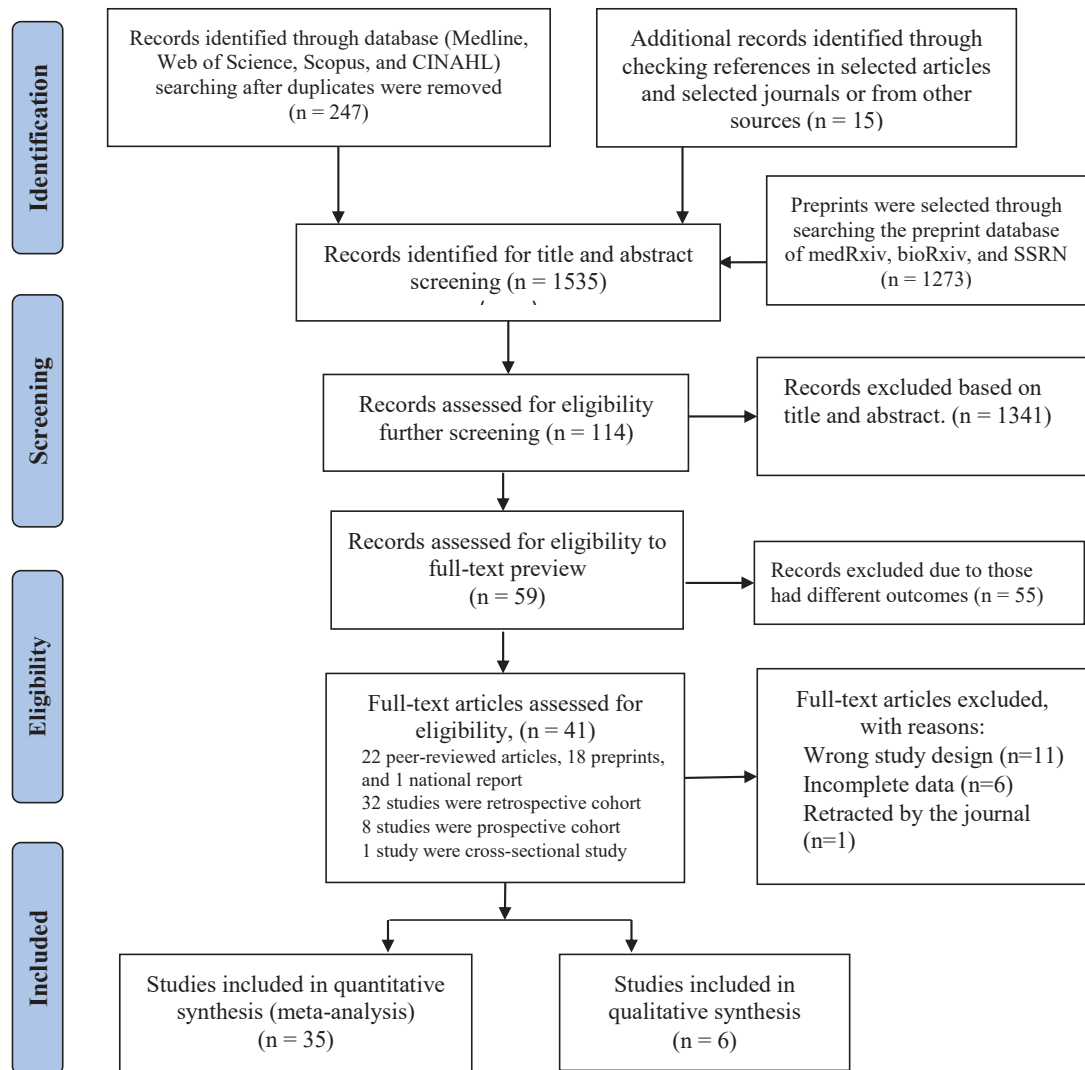 Identification
Records identified through database (Medline,
Web of Science, Scopus, and CINAHL)
searching after duplicates were removed
(n = 247)
Additional records identified through
checking references in selected articles
and selected journals or from other
sources (n = 15)
Preprints were selected through
searching the preprint database
of medRxiv, bioRxiv, and SSRN
(n = 1273)
Records identified for title and abstract
screening (n = 1535)
Screening
Records assessed for eligibility
further screening (n = 114)
Records excluded based on
title and abstract. (n = 1341)
Records assessed for eligibility to
full-text preview
(n = 59)
Records excluded due to those
had different outcomes (n = 55)
Eligibility
Full-text articles assessed for
eligibility, (n = 41)
22 peer-reviewed articles, 18 preprints,
and 1 national report
32 studies were retrospective cohort
8 studies were prospective cohort
1 study were cross-sectional study
Full-text articles excluded,
with reasons:
Wrong study design (n=11)
Incomplete data (n=6)
Retracted by the journal
(n=1)
Included
Studies included in quantitative
synthesis (meta-analysis)
(n = 35)
Studies included in
qualitative synthesis
(n = 6)